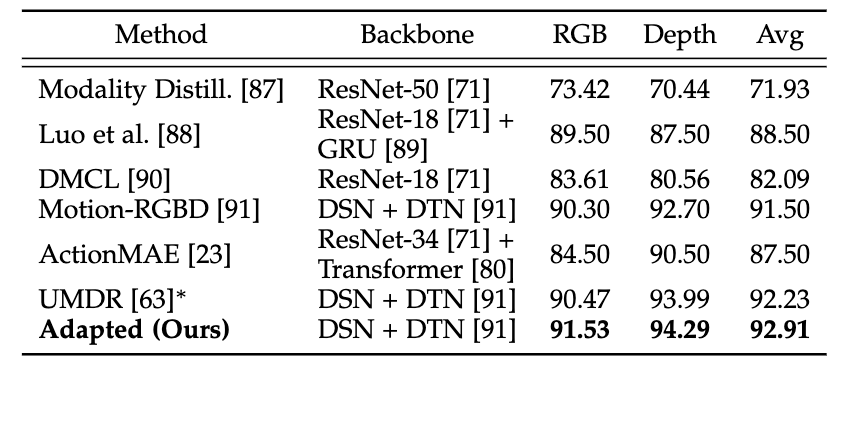 Method Backbone RGB Depth Avg
Modality Distill. [87] ResNet-50 [71] 73.42 70.44 71.93
Luo et al. [88] ResNet-18 [71] + GRU [89] 89.50 87.50 88.50
DMCL [90] ResNet-18 [71] 83.61 80.56 82.09
Motion-RGBD [91] DSN + DTN [91] 90.30 92.70 91.50
ActionMAE [23] ResNet-34 [71] + Transformer [80] 84.50 90.50 87.50
UMDR [63]* DSN + DTN [91] 90.47 93.99 92.23
Adapted (Ours) DSN + DTN [91] 91.53 94.29 92.91